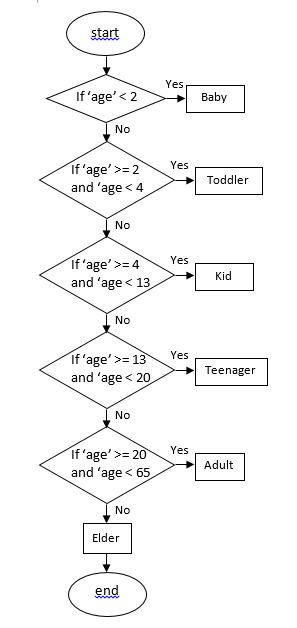 start
If ‘age’ < 2
Yes
Baby
No
If ‘age’ >= 2
and ‘age < 4
Yes
Toddler
No
If ‘age’ >= 4
and ‘age < 13
Yes
Kid
No
If ‘age’ >= 13
and ‘age < 20
Yes
Teenager
No
If ‘age’ >= 20
and ‘age < 65
Yes
Adult
No
Elder
end